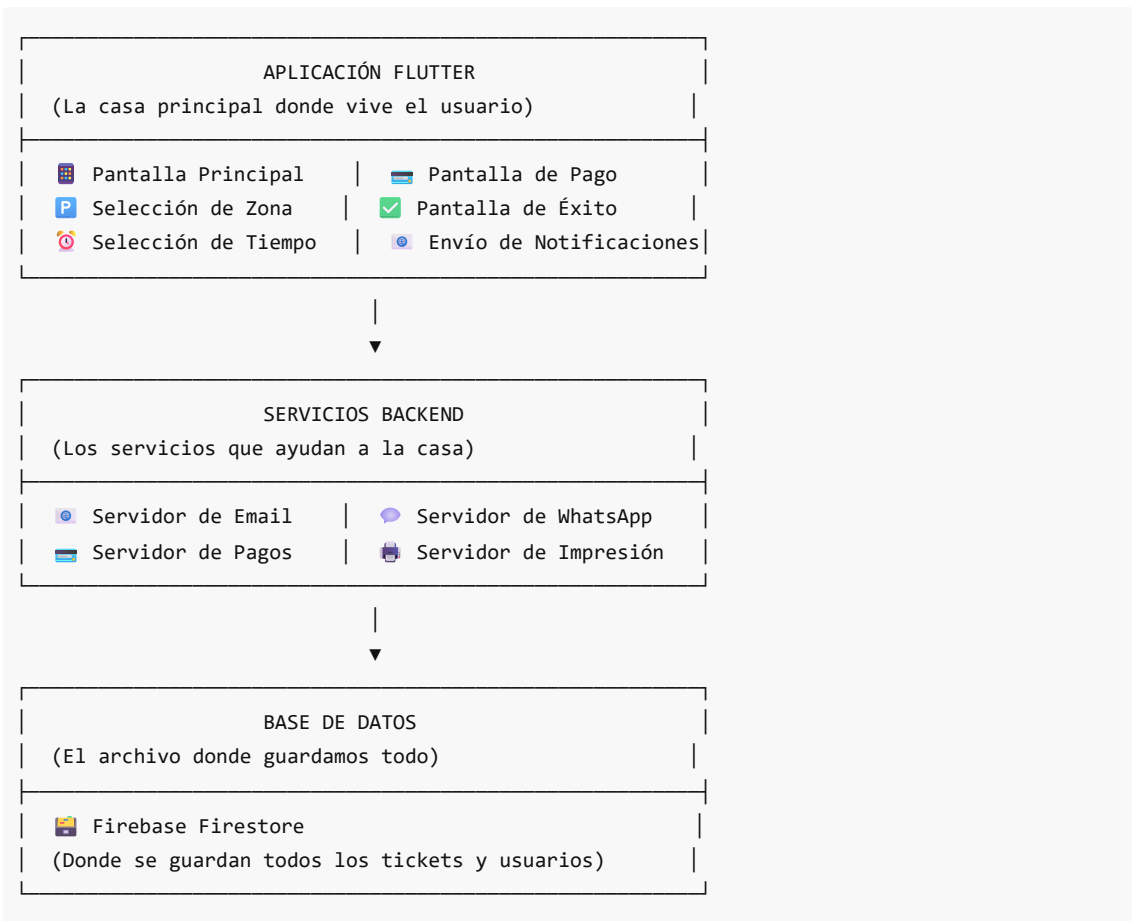 APLICACIÓN FLUTTER
(La casa principal donde vive el usuario)
Pantalla Principal │ Pantalla de Pago
Selección de Zona │ Pantalla de Éxito
Selección de Tiempo │ Envío de Notificaciones
▼
SERVICIOS BACKEND
(Los servicios que ayudan a la casa)
Servidor de Email │ Servidor de WhatsApp
Servidor de Pagos │ Servidor de Impresión
▼
BASE DE DATOS
(El archivo donde guardamos todo)
Firebase Firestore
(Donde se guardan todos los tickets y usuarios)